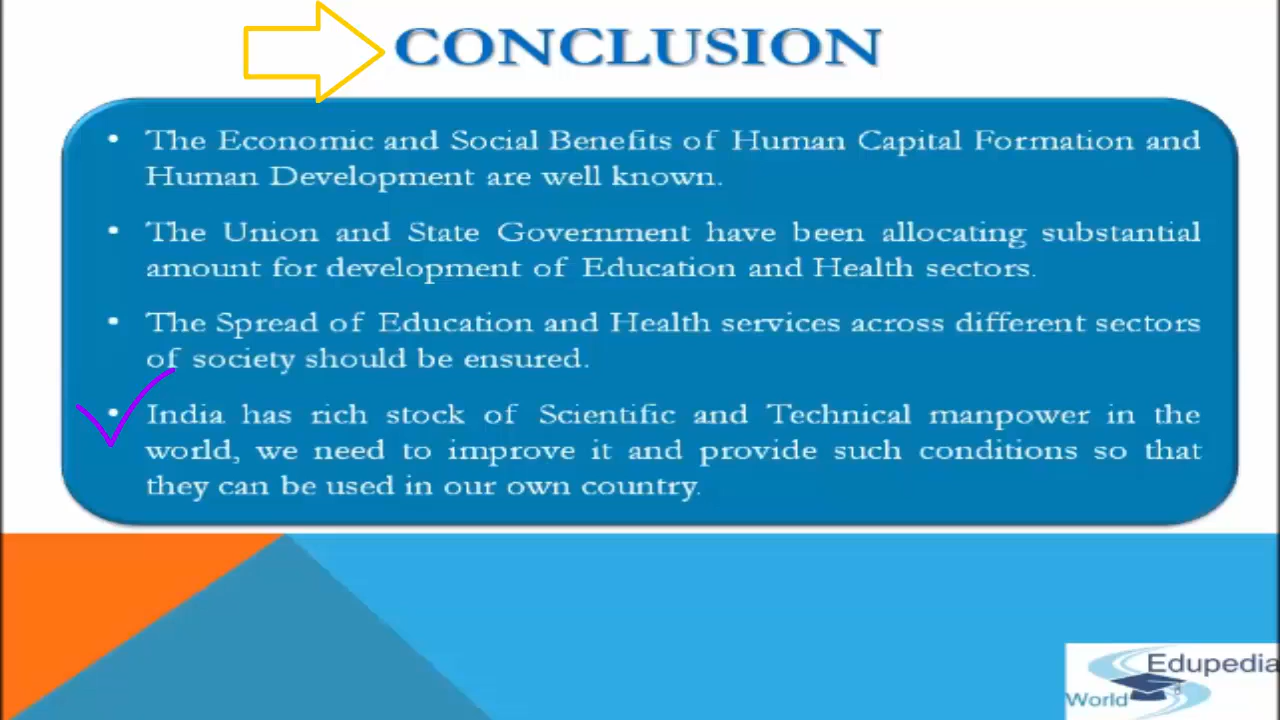 CONCLUSION
• The Economic and Social Benefits of Human Capital Formation and
Human Development are well known.
• The Union and State Government have been allocating substantial
amount for development of Education and Health sectors.
• The Spread of Education and Health services across different sectors
of society should be ensured.
• India has rich stock of Scientific and Technical manpower in the
world, we need to improve it and provide such conditions so that
they can be used in our own country.
Edupedia
World